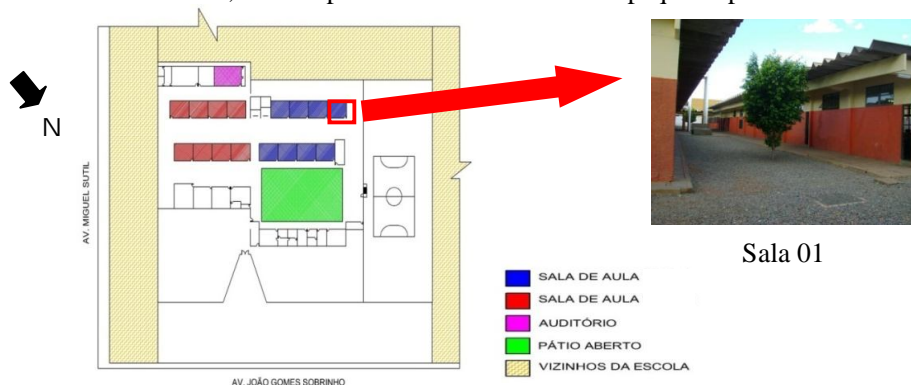 N
AV. MIGUEL SUTIL
AV. JOÃO GOMES SOBRINHO
Sala 01
SALA DE AULA
SALA DE AULA
AUDITÓRIO
PÁTIO ABERTO
VIZINHOS DA ESCOLA